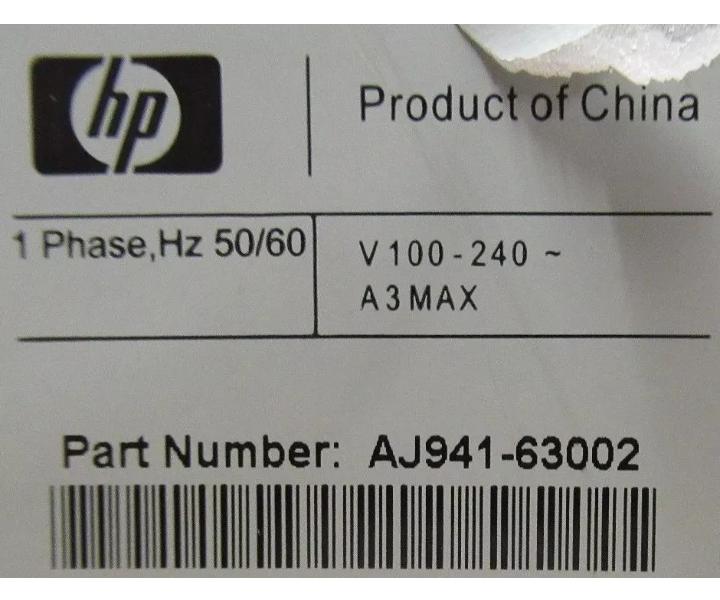 hp
Product of China
1 Phase,Hz 50/60
V 100 - 240 ~
A 3 MAX
Part Number: AJ941-63002